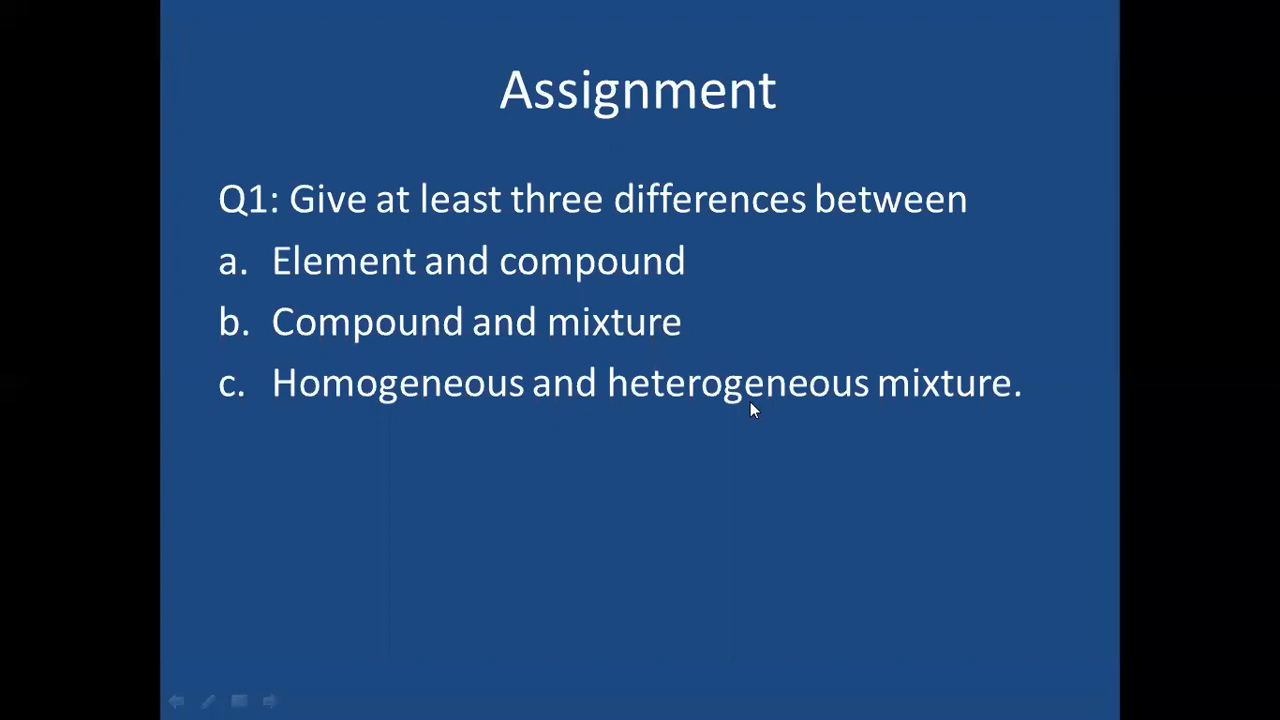 Assignment
Q1: Give at least three differences between
a. Element and compound
b. Compound and mixture
c. Homogeneous and heterogeneous mixture.